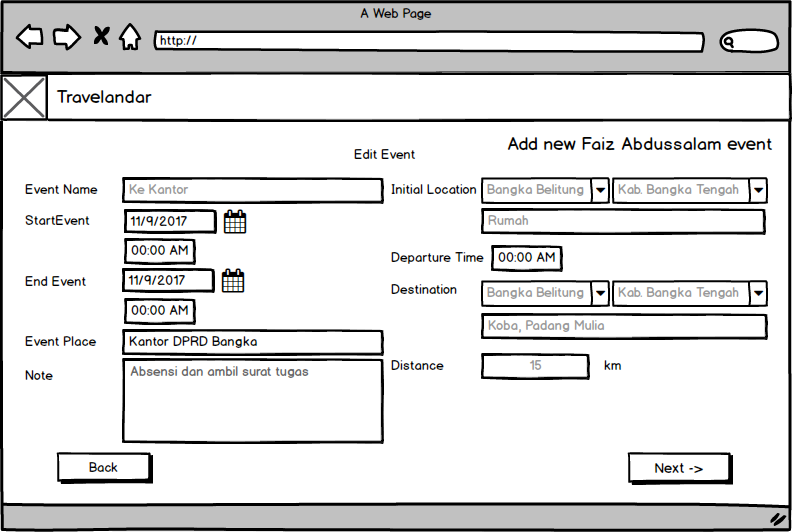 A Web Page
http://
Travelandar
Add new Faiz Abdussalam event
Edit Event
Event Name
Ke Kantor
StartEvent
11/9/2017
00:00 AM
End Event
11/9/2017
00:00 AM
Event Place
Kantor DPRD Bangka
Note
Absensi dan ambil surat tugas
Initial Location
Bangka Belitung
Kab. Bangka Tengah
Rumah
Departure Time
00:00 AM
Destination
Bangka Belitung
Kab. Bangka Tengah
Koba, Padang Mulia
Distance
15
km
Back
Next ->